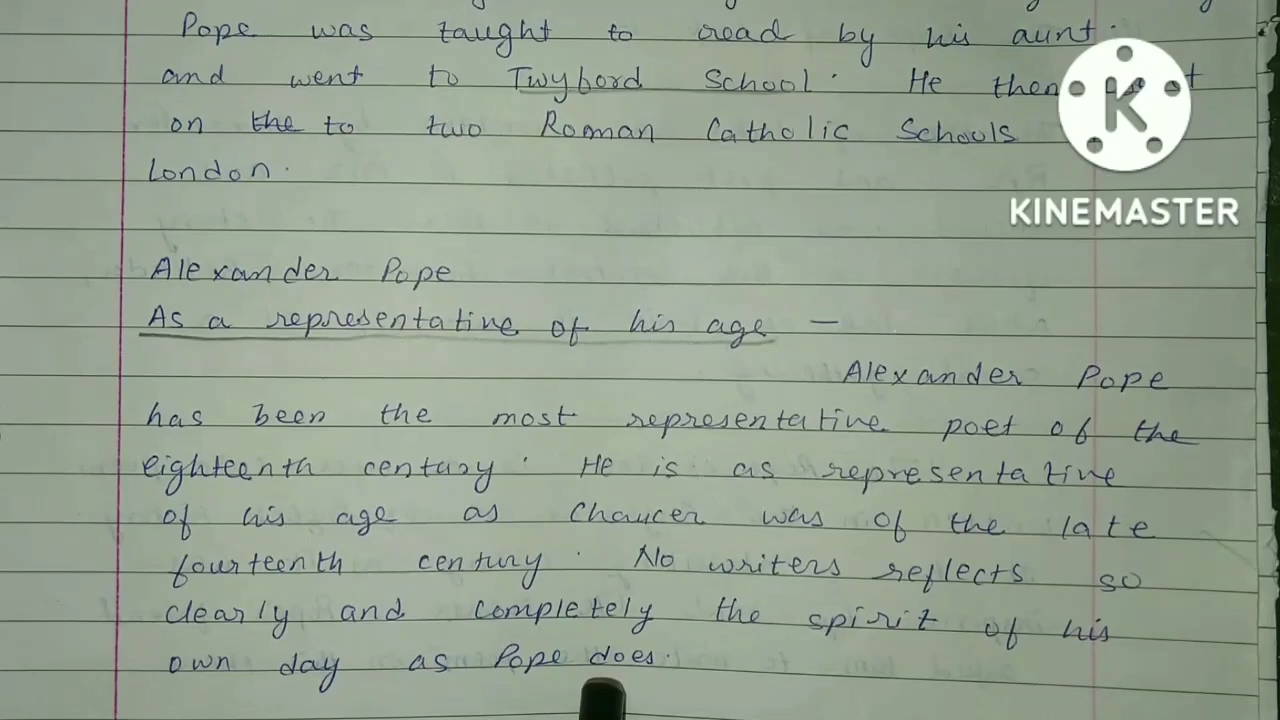 Pope was taught to read by his aunt.
and went to Twybord School. He then
on the to two Roman Catholic Schools
London.
KINEMASTER
Alexander Pope
As a representative of his age —
Alexander Pope
has been the most representative poet of the
eighteenth century. He is as representative
of his age as Chaucer was of the late
fourteenth century. No writers reflects so
clearly and completely the spirit of his
own day as Pope does.